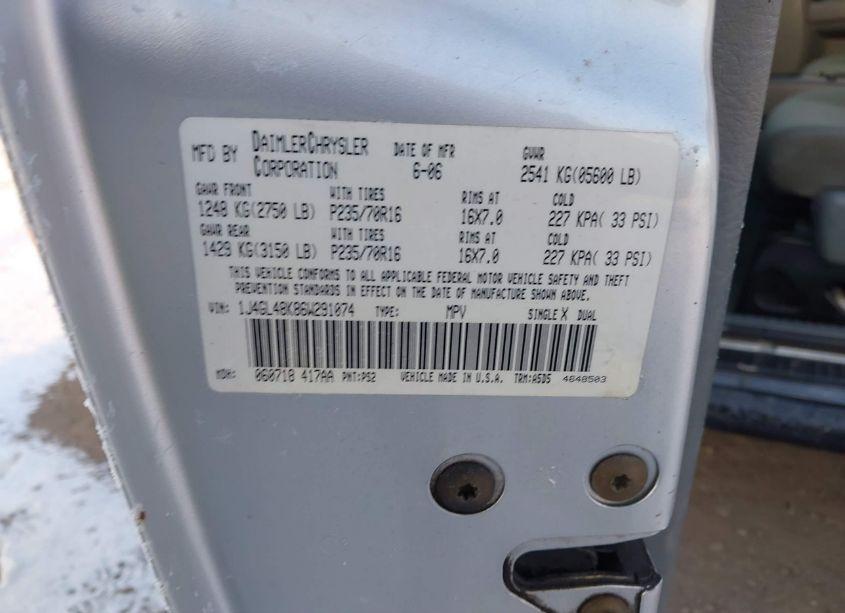 MFD BY DAIMLERCHRYSLER CORPORATION DATE OF MFR 6-06 GVWR 2541 KG(05600 LB)
GAWR FRONT WITH TIRES RIMS AT COLD
1248 KG(2750 LB) P235/70R16 16X7.0 227 KPA( 33 PSI)
GAWR REAR WITH TIRES RIMS AT COLD
1429 KG(3150 LB) P235/70R16 16X7.0 227 KPA( 33 PSI)
THIS VEHICLE CONFORMS TO ALL APPLICABLE FEDERAL MOTOR VEHICLE SAFETY AND THEFT
PREVENTION STANDARDS IN EFFECT ON THE DATE OF MANUFACTURE SHOWN ABOVE.
VIN: 1J4GL48K86W291074 TYPE: MPV SINGLE X DUAL
MDH: 060718 417AA PNT:PS2 VEHICLE MADE IN U.S.A. TRM:A5D5 4648503